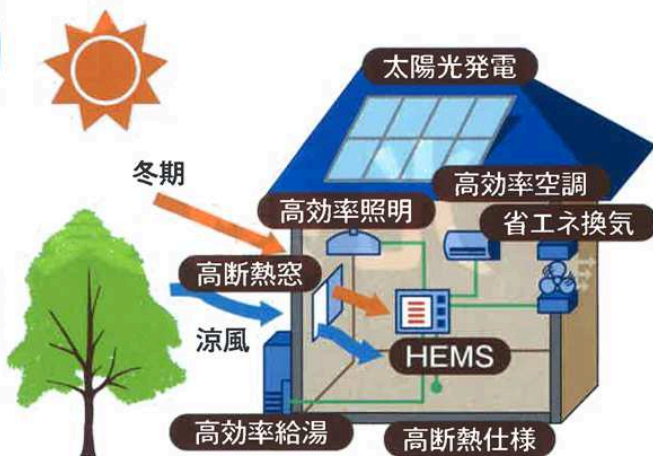 太陽光発電
冬期
高効率空調
高効率照明
省エネ換気
高断熱窓
涼風
HEMS
高効率給湯
高断熱仕様